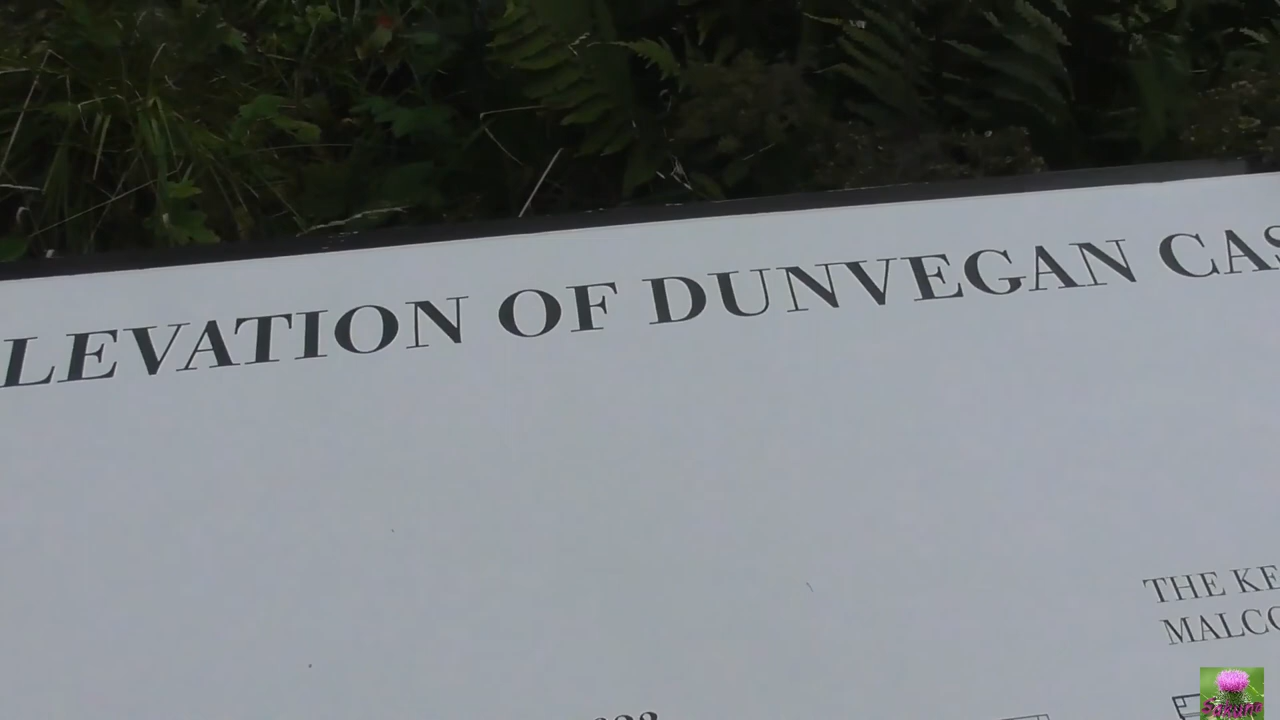 LEVATION OF DUNVEGAN CAS
THE KE
MALCO